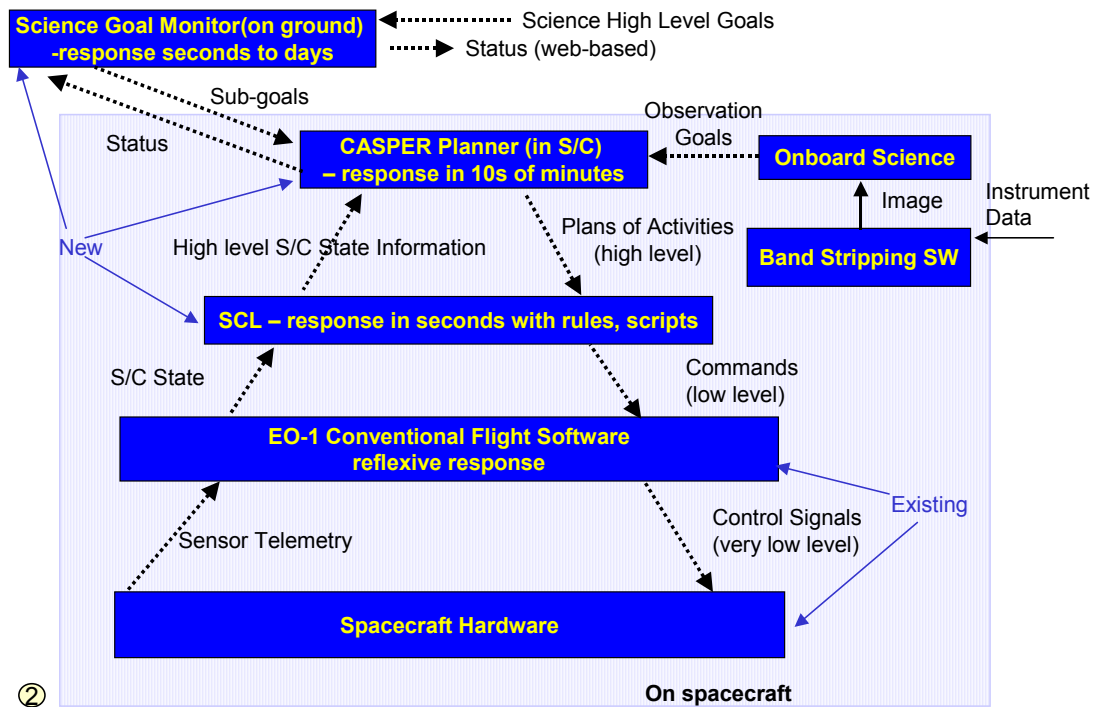 Science Goal Monitor(on ground)
-response seconds to days
Science High Level Goals
Status (web-based)
Sub-goals
Status
Observation
Goals
CASPER Planner (in S/C)
– response in 10s of minutes
Onboard Science
Image
Instrument
Data
New
High level S/C State Information
Plans of Activities
(high level)
Band Stripping SW
SCL – response in seconds with rules, scripts
S/C State
Commands
(low level)
EO-1 Conventional Flight Software
reflexive response
Existing
Sensor Telemetry
Control Signals
(very low level)
Spacecraft Hardware
2
On spacecraft